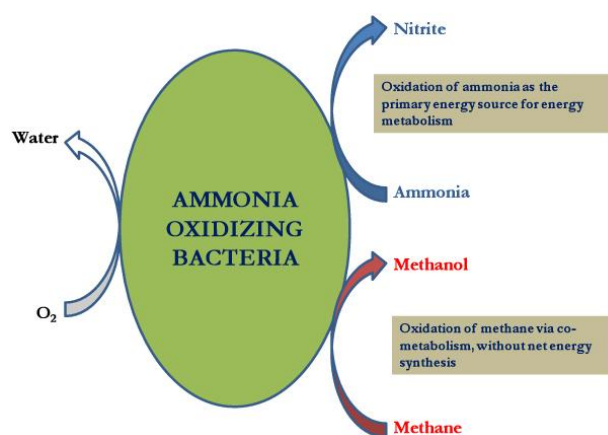 Nitrite
Oxidation of ammonia as the
primary energy source for energy
metabolism
Water
AMMONIA
OXIDIZING
BACTERIA
Ammonia
Methanol
O₂
Oxidation of methane via co-
metabolism, without net energy
synthesis
Methane